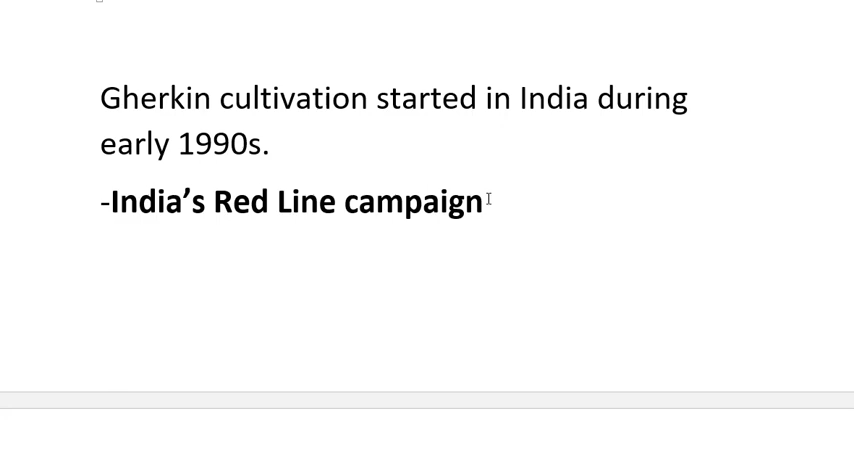 Gherkin cultivation started in India during
early 1990s.
-India’s Red Line campaign